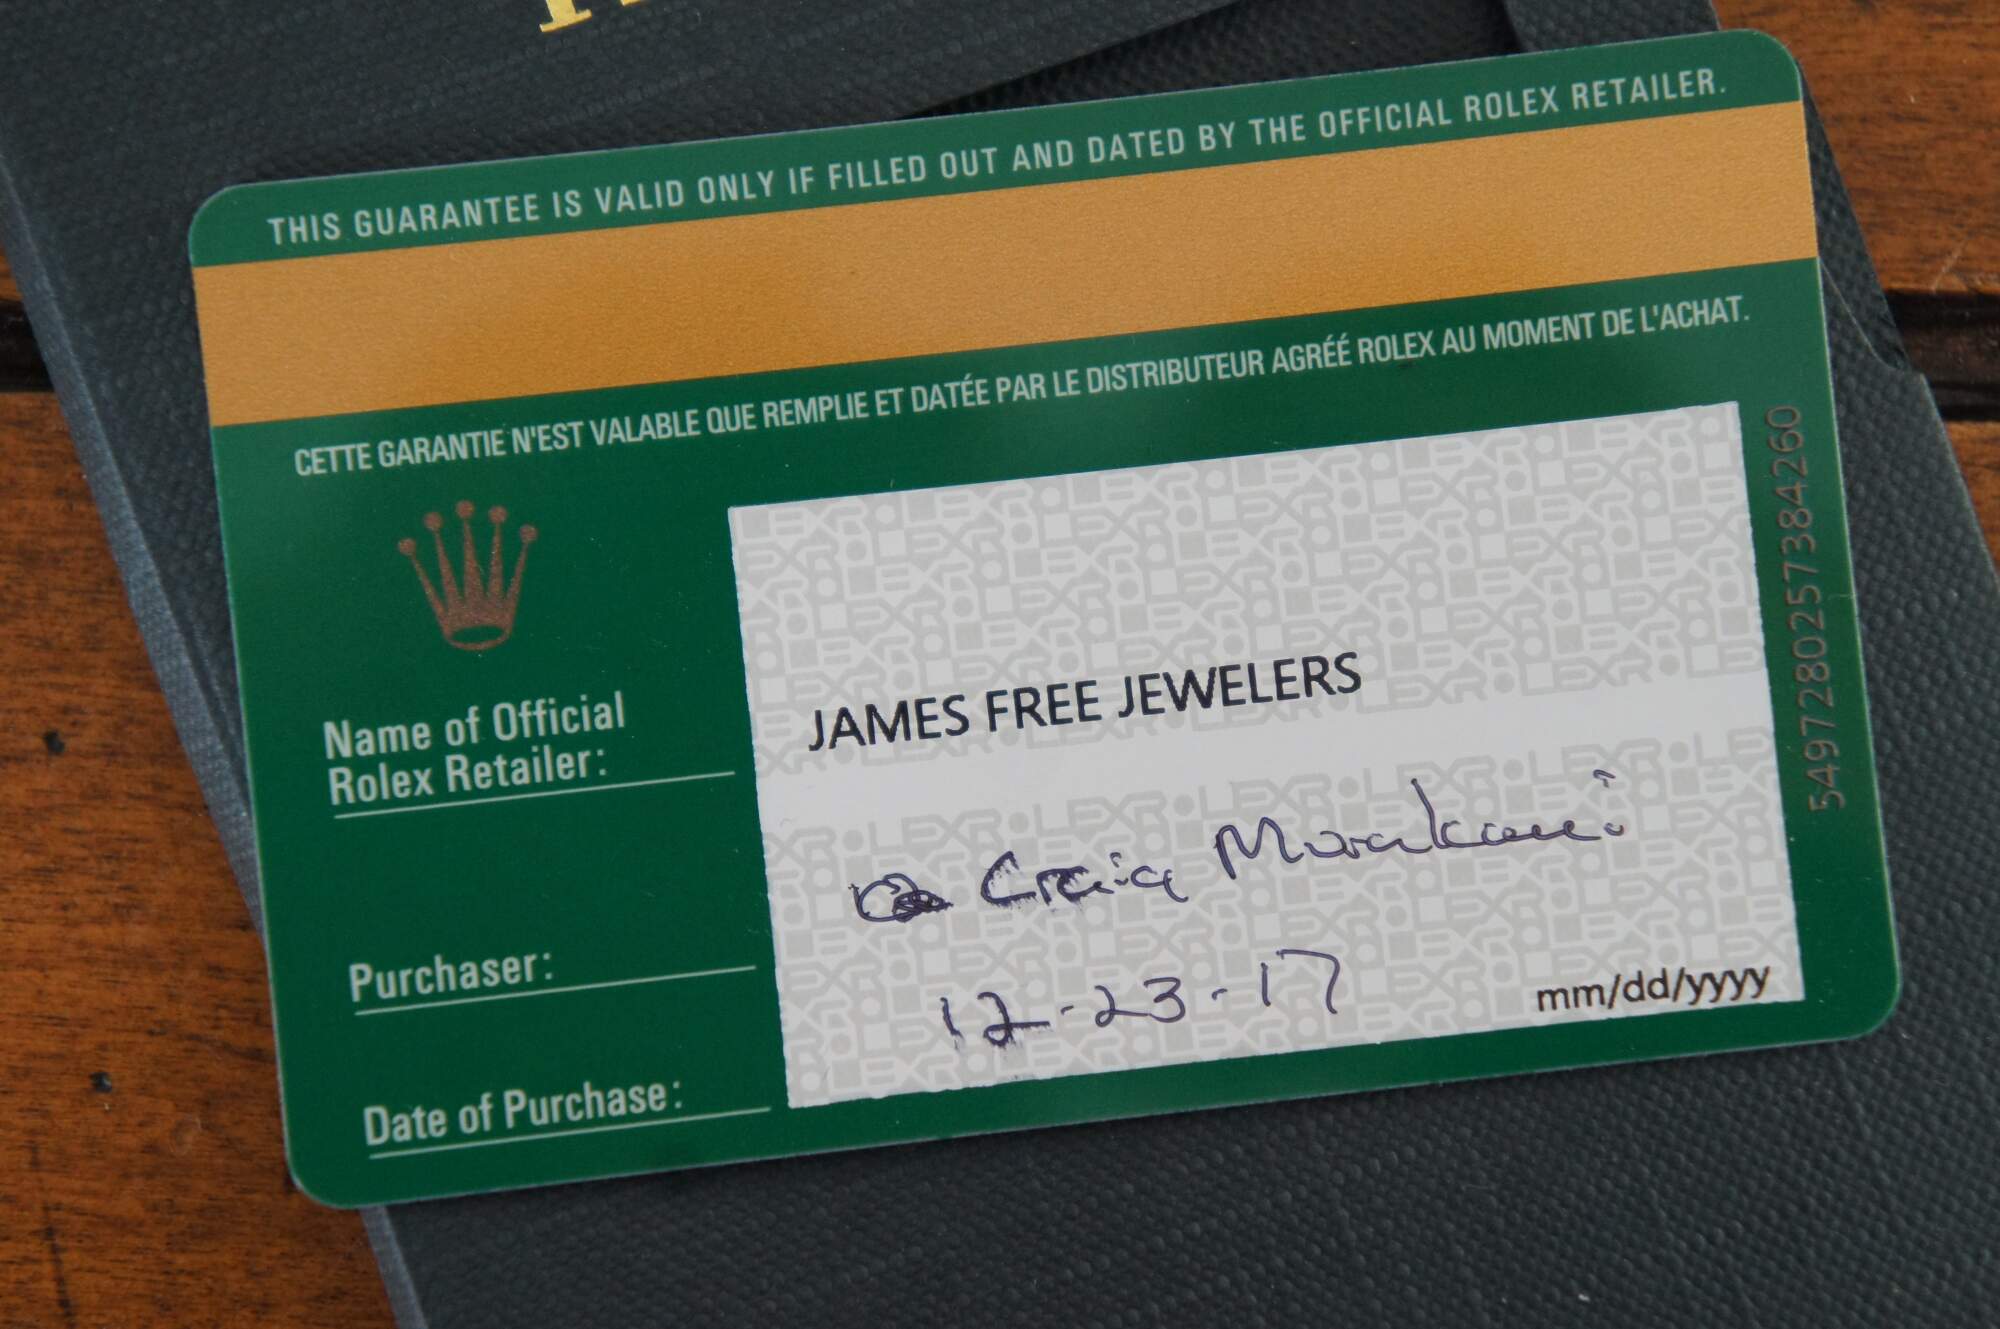 THIS GUARANTEE IS VALID ONLY IF FILLED OUT AND DATED BY THE OFFICIAL ROLEX RETAILER.
CETTE GARANTIE N'EST VALABLE QUE REMPLIE ET DATÉE PAR LE DISTRIBUTEUR AGRÉÉ ROLEX AU MOMENT DE L'ACHAT.
Name of Official
Rolex Retailer:
JAMES FREE JEWELERS
Purchaser:
Craig
Date of Purchase:
12-23-17
mm/dd/yyyy
5497280257384260